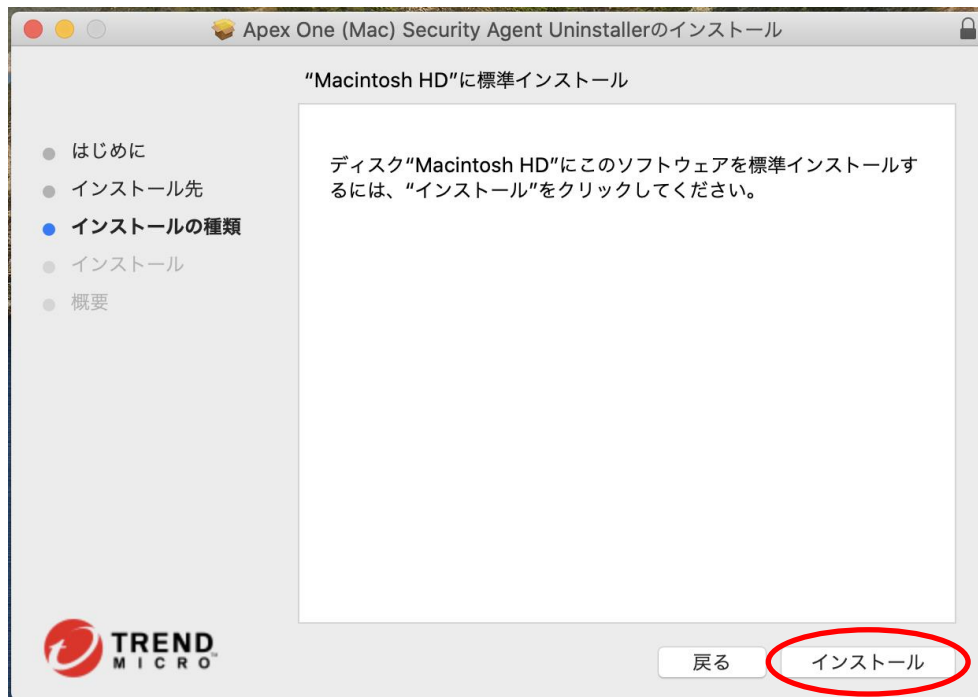 Apex One (Mac) Security Agent Uninstallerのインストール
“Macintosh HD”に標準インストール
はじめに
インストール先
インストールの種類
インストール
概要
ディスク“Macintosh HD”にこのソフトウェアを標準インストールす
るには、“インストール”をクリックしてください。
TREND
MICRO
戻る
インストール